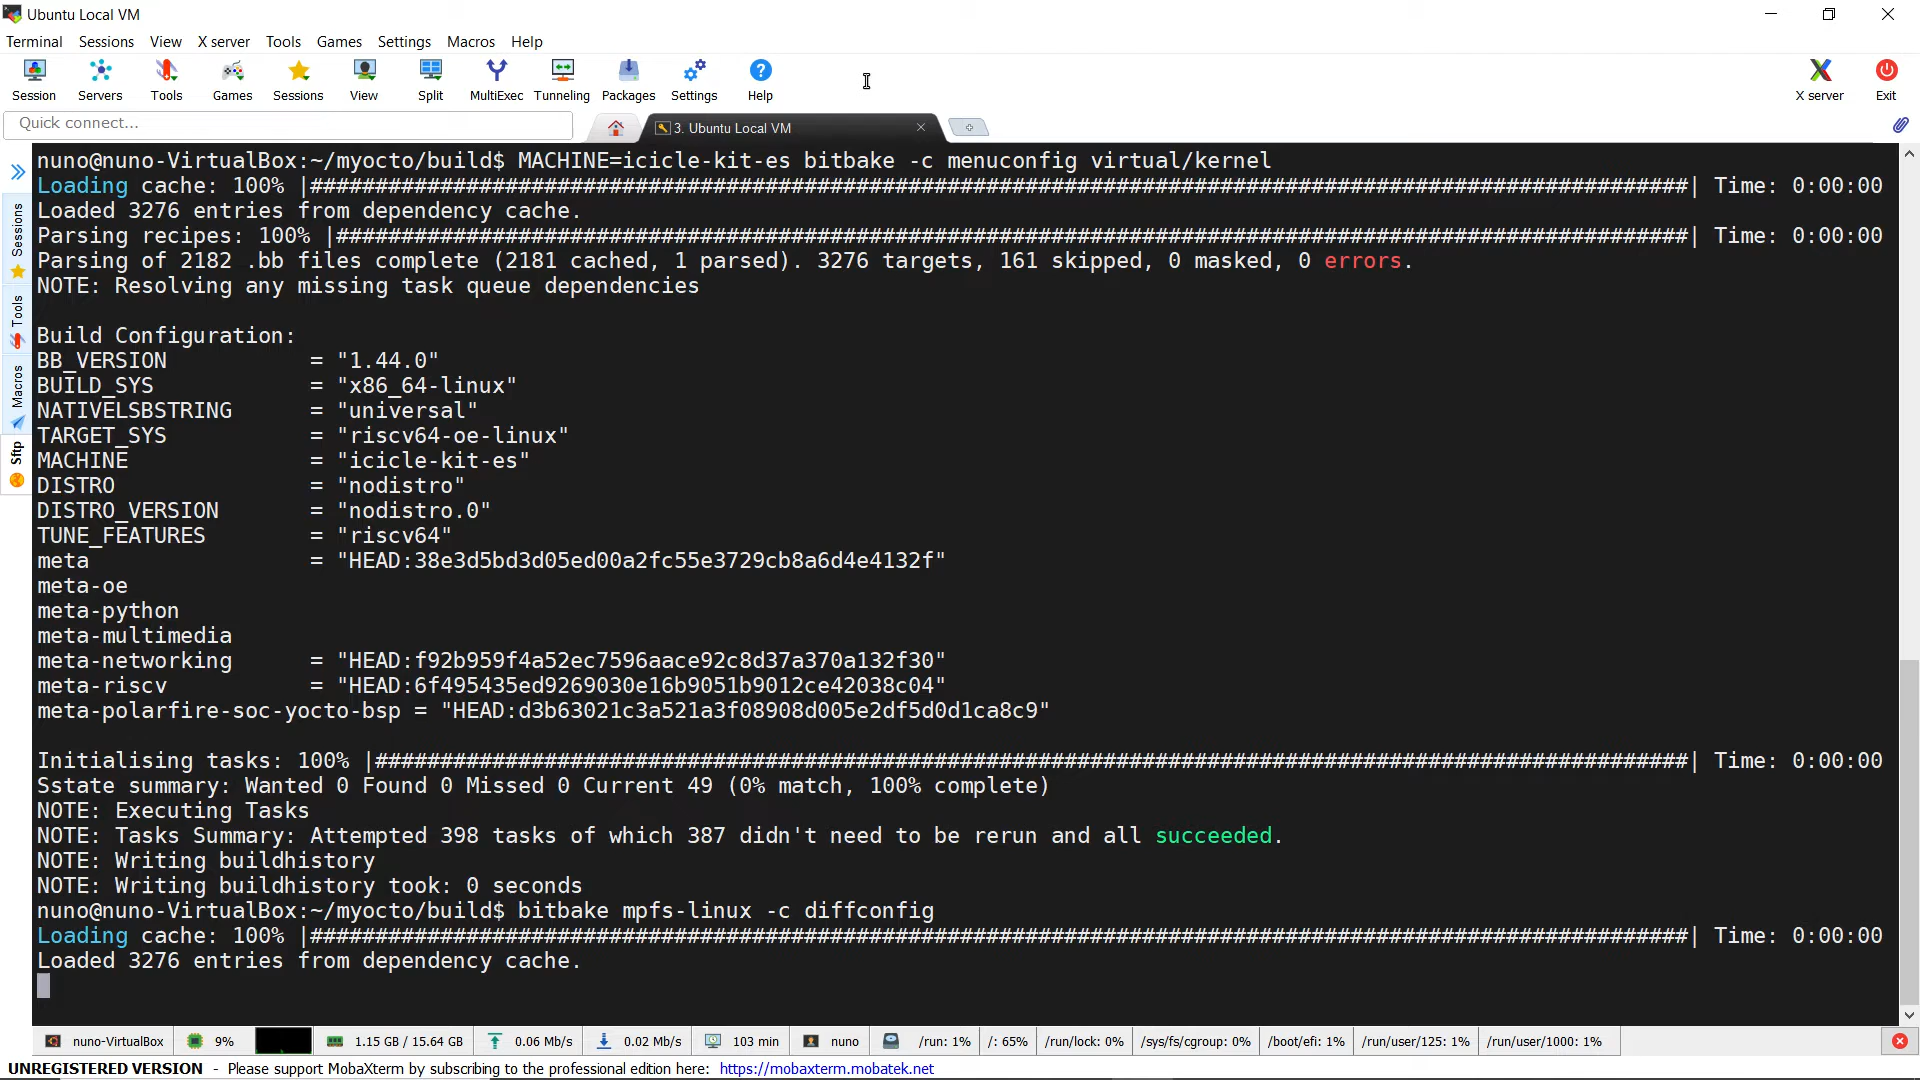 Ubuntu Local VM
Terminal Sessions View X server Tools Games Settings Macros Help
Session Servers Tools Games Sessions View Split MultiExec Tunneling Packages Settings Help X server Exit
Quick connect...
3. Ubuntu Local VM
Sessions
Tools
Macros
Sftp
nuno@nuno-VirtualBox:~/myocto/build$ MACHINE=icicle-kit-es bitbake -c menuconfig virtual/kernel
Loading cache: 100% |##########################################################################################################| Time: 0:00:00
Loaded 3276 entries from dependency cache.
Parsing recipes: 100% |########################################################################################################| Time: 0:00:00
Parsing of 2182 .bb files complete (2181 cached, 1 parsed). 3276 targets, 161 skipped, 0 masked, 0 errors.
NOTE: Resolving any missing task queue dependencies
Build Configuration:
BB_VERSION           = "1.44.0"
BUILD_SYS            = "x86_64-linux"
NATIVELSBSTRING      = "universal"
TARGET_SYS           = "riscv64-oe-linux"
MACHINE              = "icicle-kit-es"
DISTRO               = "nodistro"
DISTRO_VERSION       = "nodistro.0"
TUNE_FEATURES        = "riscv64"
meta                 = "HEAD:38e3d5bd3d05ed00a2fc55e3729cb8a6d4e4132f"
meta-oe
meta-python
meta-multimedia
meta-networking      = "HEAD:f92b959f4a52ec7596aace92c8d37a370a132f30"
meta-riscv           = "HEAD:6f495435ed9269030e16b9051b9012ce42038c04"
meta-polarfire-soc-yocto-bsp = "HEAD:d3b63021c3a521a3f08908d005e2df5d0d1ca8c9"
Initialising tasks: 100% |#####################################################################################################| Time: 0:00:00
Sstate summary: Wanted 0 Found 0 Missed 0 Current 49 (0% match, 100% complete)
NOTE: Executing Tasks
NOTE: Tasks Summary: Attempted 398 tasks of which 387 didn't need to be rerun and all succeeded.
NOTE: Writing buildhistory
NOTE: Writing buildhistory took: 0 seconds
nuno@nuno-VirtualBox:~/myocto/build$ bitbake mpfs-linux -c diffconfig
Loading cache: 100% |##########################################################################################################| Time: 0:00:00
Loaded 3276 entries from dependency cache.
nuno-VirtualBox 9% 1.15 GB / 15.64 GB 0.06 Mb/s 0.02 Mb/s 103 min nuno /run: 1% /: 65% /run/lock: 0% /sys/fs/cgroup: 0% /boot/efi: 1% /run/user/125: 1% /run/user/1000: 1%
UNREGISTERED VERSION - Please support MobaXterm by subscribing to the professional edition here: https://mobaxterm.mobatek.net